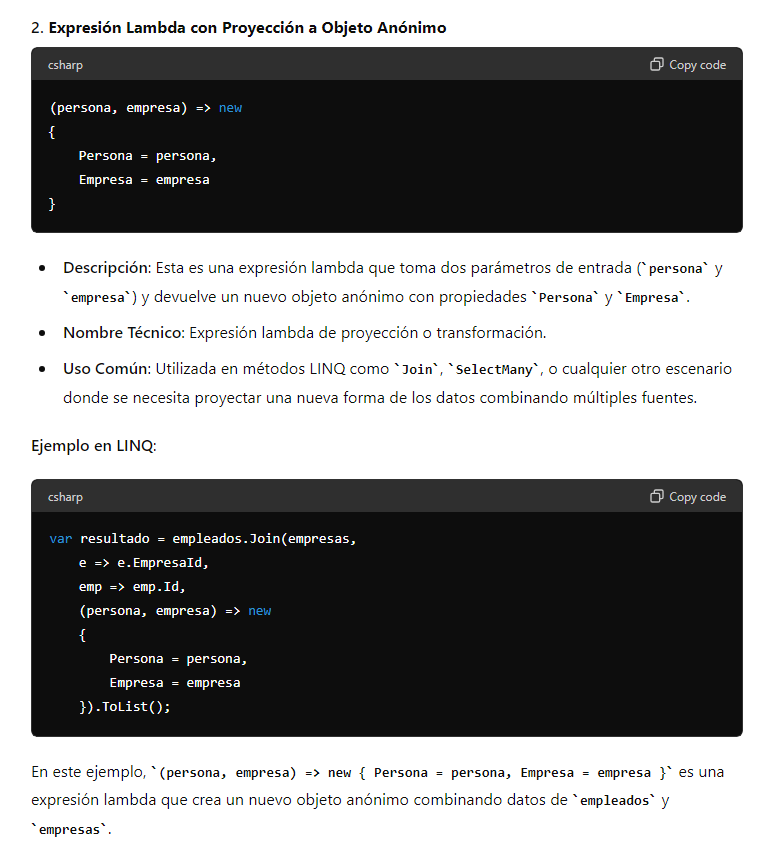 2. Expresión Lambda con Proyección a Objeto Anónimo
csharp
Copy code
(persona, empresa) => new
{
    Persona = persona,
    Empresa = empresa
}
• Descripción: Esta es una expresión lambda que toma dos parámetros de entrada (`persona` y
`empresa`) y devuelve un nuevo objeto anónimo con propiedades `Persona` y `Empresa`.
• Nombre Técnico: Expresión lambda de proyección o transformación.
• Uso Común: Utilizada en métodos LINQ como `Join`, `SelectMany`, o cualquier otro escenario
donde se necesita proyectar una nueva forma de los datos combinando múltiples fuentes.
Ejemplo en LINQ:
csharp
Copy code
var resultado = empleados.Join(empresas,
    e => e.EmpresaId,
    emp => emp.Id,
    (persona, empresa) => new
    {
        Persona = persona,
        Empresa = empresa
    }).ToList();
En este ejemplo, `(persona, empresa) => new { Persona = persona, Empresa = empresa }` es una
expresión lambda que crea un nuevo objeto anónimo combinando datos de `empleados` y
`empresas`.